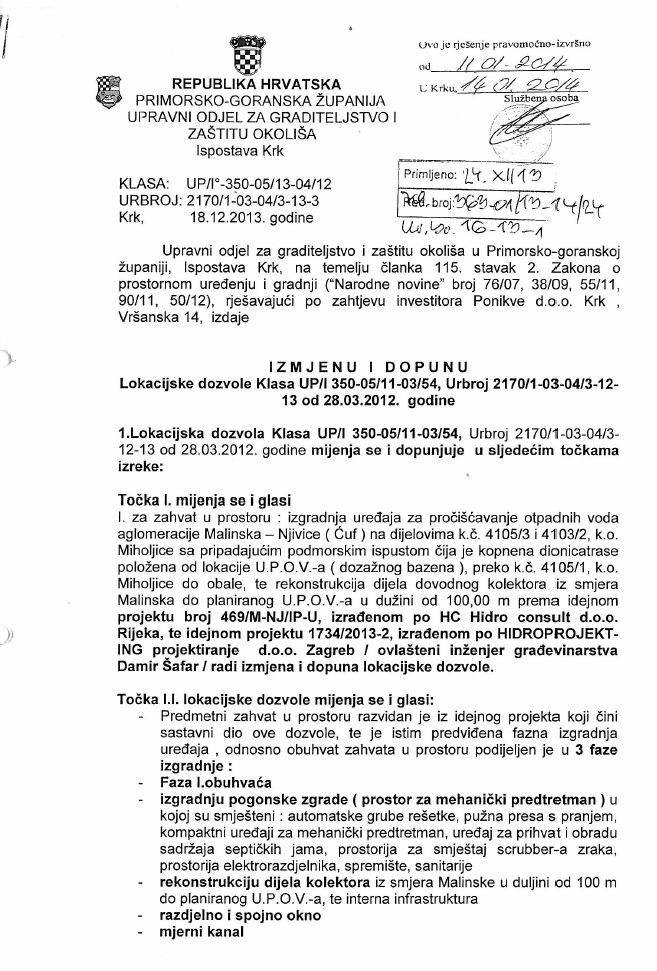 Ovo je rješenje pravomoćno-izvršno
od 11 01-2014.
U Krku, 14 01. 2014
Službena osoba
REPUBLIKA HRVATSKA
PRIMORSKO-GORANSKA ŽUPANIJA
UPRAVNI ODJEL ZA GRADITELJSTVO I
ZAŠTITU OKOLIŠA
Ispostava Krk
Primljeno: 24. XII 13
broj: 363-01/13-14/24
KLASA: UP/I°-350-05/13-04/12
URBROJ: 2170/1-03-04/3-13-3
Krk, 18.12.2013. godine
Upravni odjel za graditeljstvo i zaštitu okoliša u Primorsko-goranskoj
županiji, Ispostava Krk, na temelju članka 115. stavak 2. Zakona o
prostornom uređenju i gradnji (“Narodne novine” broj 76/07, 38/09, 55/11,
90/11, 50/12), rješavajući po zahtjevu investitora Ponikve d.o.o. Krk ,
Vršanska 14, izdaje
I Z M J E N U I D O P U N U
Lokacijske dozvole Klasa UP/I 350-05/11-03/54, Urbroj 2170/1-03-04/3-12-
13 od 28.03.2012. godine
1.Lokacijska dozvola Klasa UP/I 350-05/11-03/54, Urbroj 2170/1-03-04/3-
12-13 od 28.03.2012. godine mijenja se i dopunjuje u sljedećim točkama
izreke:
Točka I. mijenja se i glasi
I. za zahvat u prostoru : izgradnja uređaja za pročišćavanje otpadnih voda
aglomeracije Malinska – Njivice ( Ćuf ) na dijelovima k.č. 4105/3 i 4103/2, k.o.
Miholjice sa pripadajućim podmorskim ispustom čija je kopnena dionicatrase
položena od lokacije U.P.O.V.-a ( dozažnog bazena ), preko k.č. 4105/1, k.o.
Miholjice do obale, te rekonstrukcija dijela dovodnog kolektora iz smjera
Malinska do planiranog U.P.O.V.-a u dužini od 100,00 m prema idejnom
projektu broj 469/M-NJ/IP-U, izrađenom po HC Hidro consult d.o.o.
Rijeka, te idejnom projektu 1734/2013-2, izrađenom po HIDROPROJEKT-
ING projektiranje d.o.o. Zagreb / ovlašteni inženjer građevinarstva
Damir Šafar / radi izmjena i dopuna lokacijske dozvole.
Točka I.I. lokacijske dozvole mijenja se i glasi:
- Predmetni zahvat u prostoru razvidan je iz idejnog projekta koji čini
sastavni dio ove dozvole, te je istim predviđena fazna izgradnja
uređaja , odnosno obuhvat zahvata u prostoru podijeljen je u 3 faze
izgradnje :
- Faza I.obuhvaća
- izgradnju pogonske zgrade ( prostor za mehanički predtretman ) u
kojoj su smješteni : automatske grube rešetke, pužna presa s pranjem,
kompaktni uređaji za mehanički predtretman, uređaj za prihvat i obradu
sadržaja septičkih jama, prostorija za smještaj scrubber-a zraka,
prostorija elektrorazdjelnika, spremište, sanitarije
- rekonstrukciju dijela kolektora iz smjera Malinske u duljini od 100 m
do planiranog U.P.O.V.-a, te interna infrastruktura
- razdjelno i spojno okno
- mjerni kanal